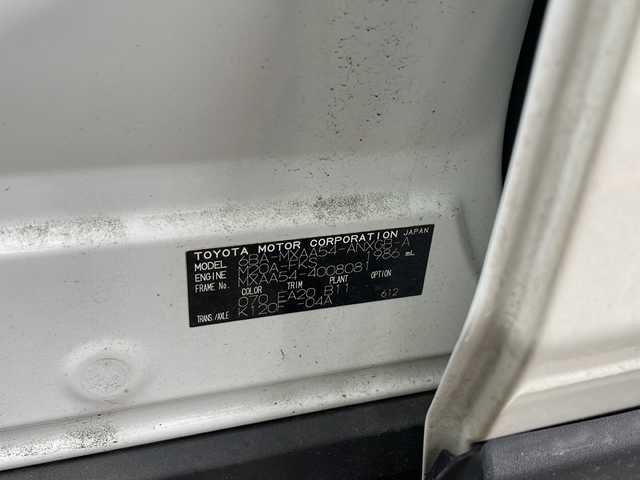 TOYOTA MOTOR CORPORATION JAPAN
MODEL 6BA-MXAA54-ANXGB-A
ENGINE M20A-FKS 1986 mL
FRAME No. MXAA54-4008081
COLOR TRIM PLANT OPTION
070 EA20 B11
TRANS/AXLE K120F -04A 612